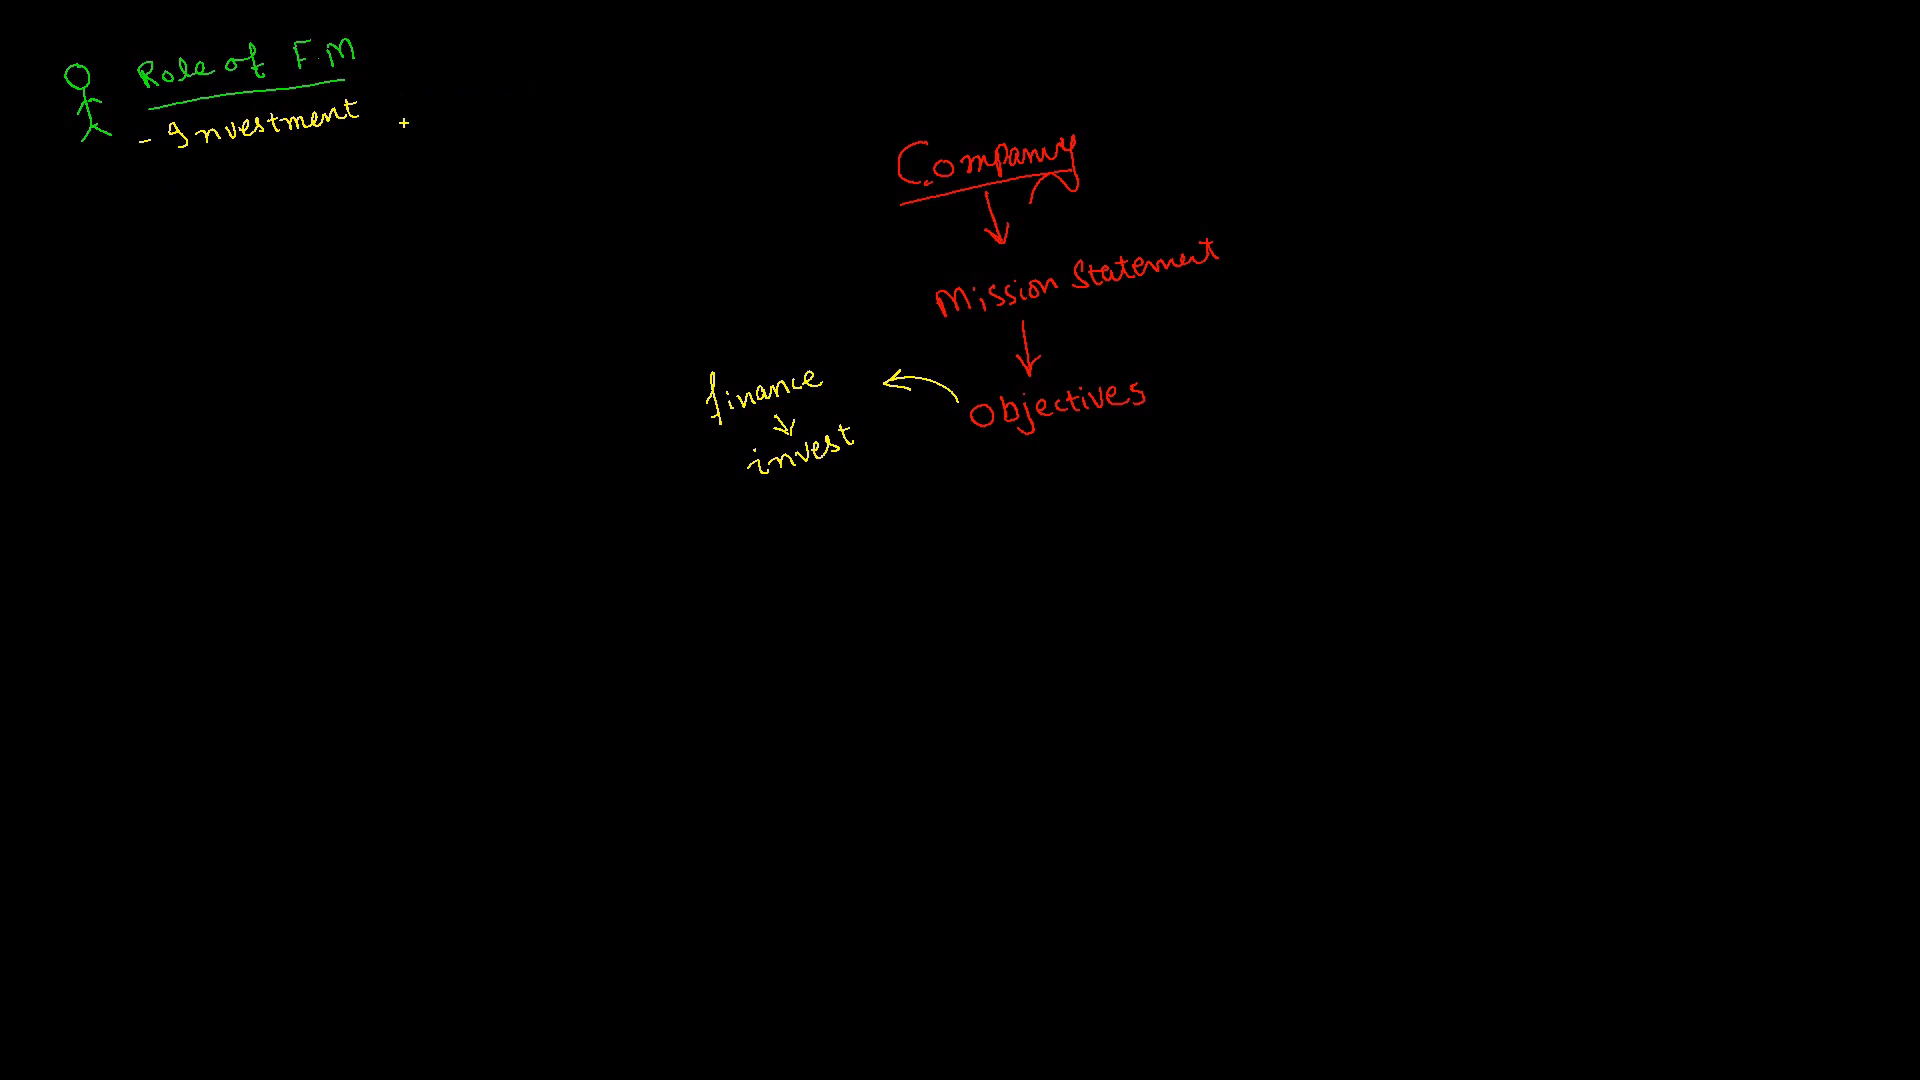 Role of F.M
- Investment
Company
Mission Statement
Objectives
finance
invest